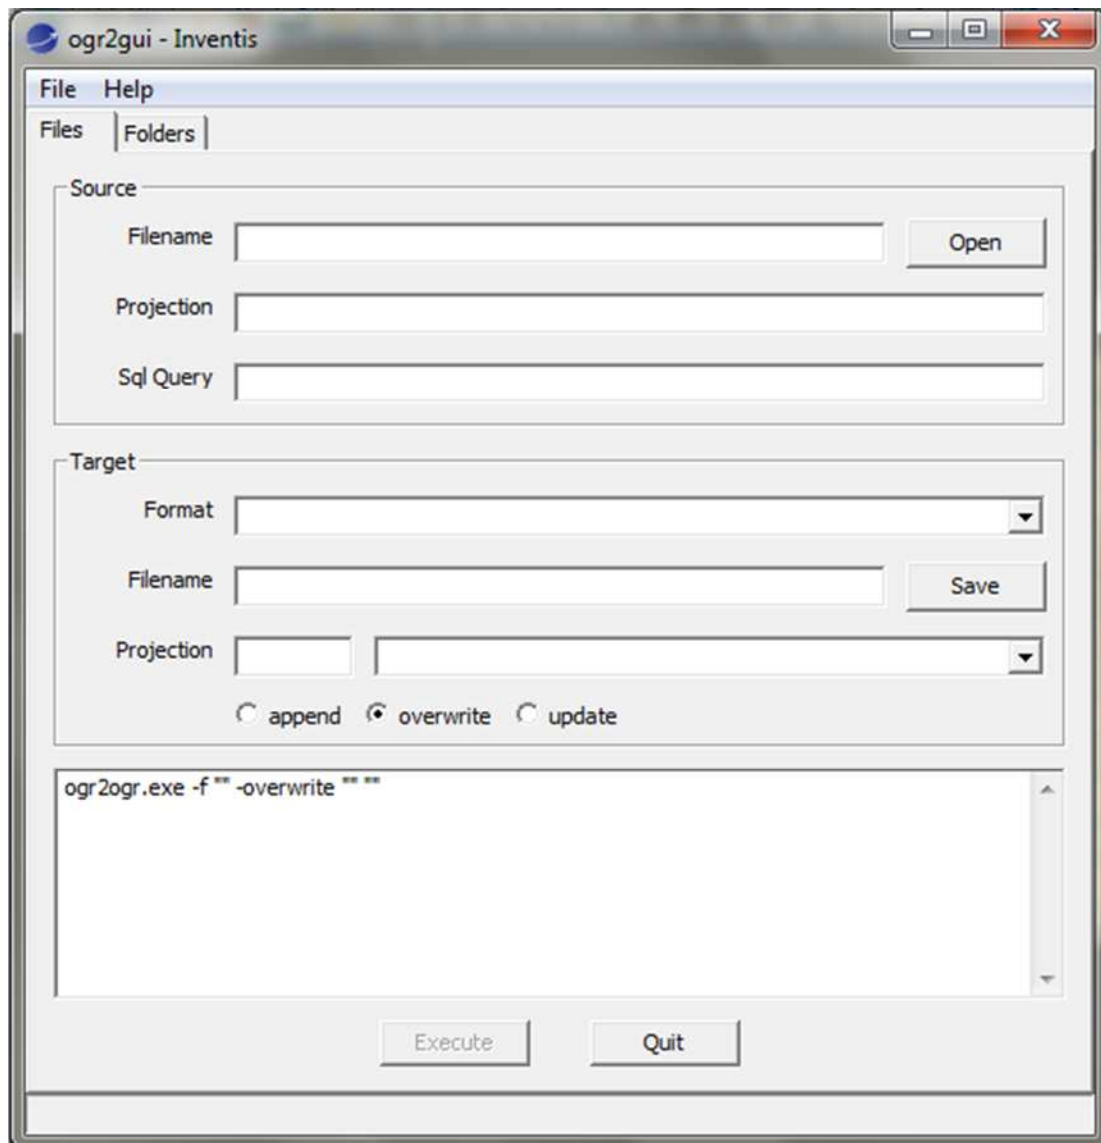 ogr2gui - Inventis
File Help
Files Folders
Source
Filename Open
Projection
Sql Query
Target
Format
Filename Save
Projection
append overwrite update
ogr2ogr.exe -f "" -overwrite "" ""
Execute Quit